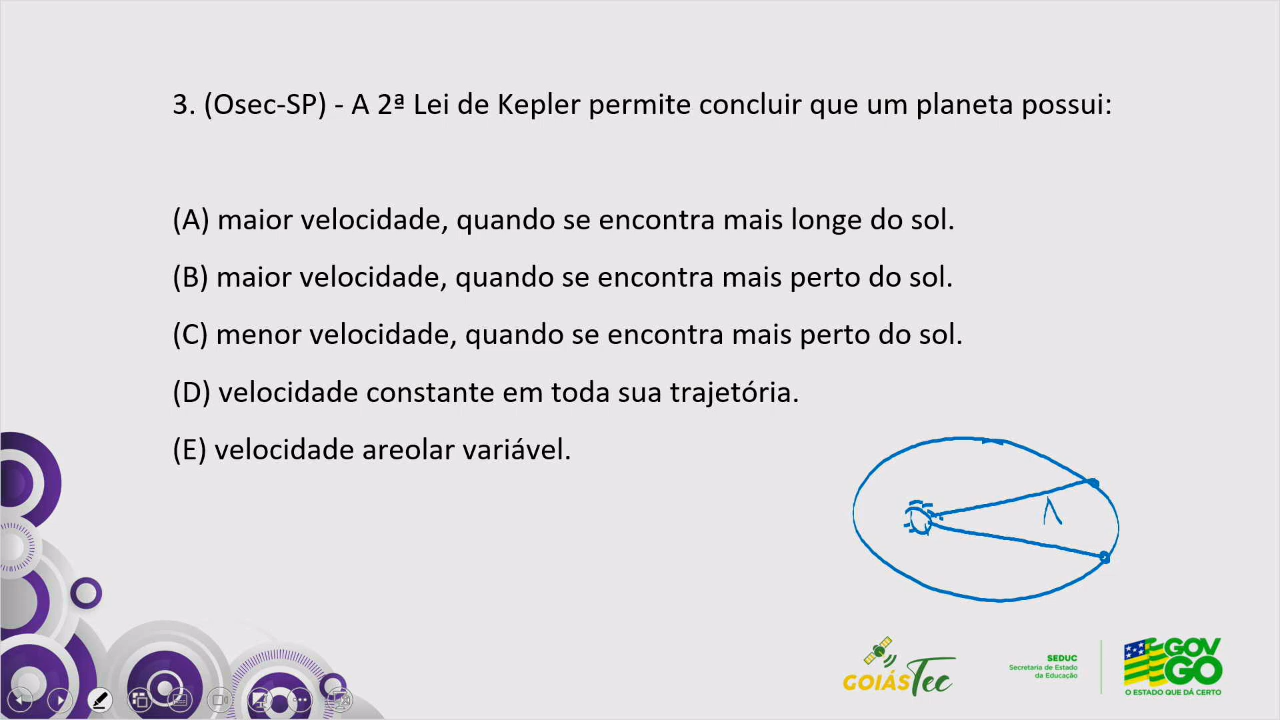 3. (Osec-SP) - A 2ª Lei de Kepler permite concluir que um planeta possui:
(A) maior velocidade, quando se encontra mais longe do sol.
(B) maior velocidade, quando se encontra mais perto do sol.
(C) menor velocidade, quando se encontra mais perto do sol.
(D) velocidade constante em toda sua trajetória.
(E) velocidade areolar variável.
GOIÁS Tec
SEDUC
Secretaria de Estado
da Educação
GOV
GO
O ESTADO QUE DÁ CERTO